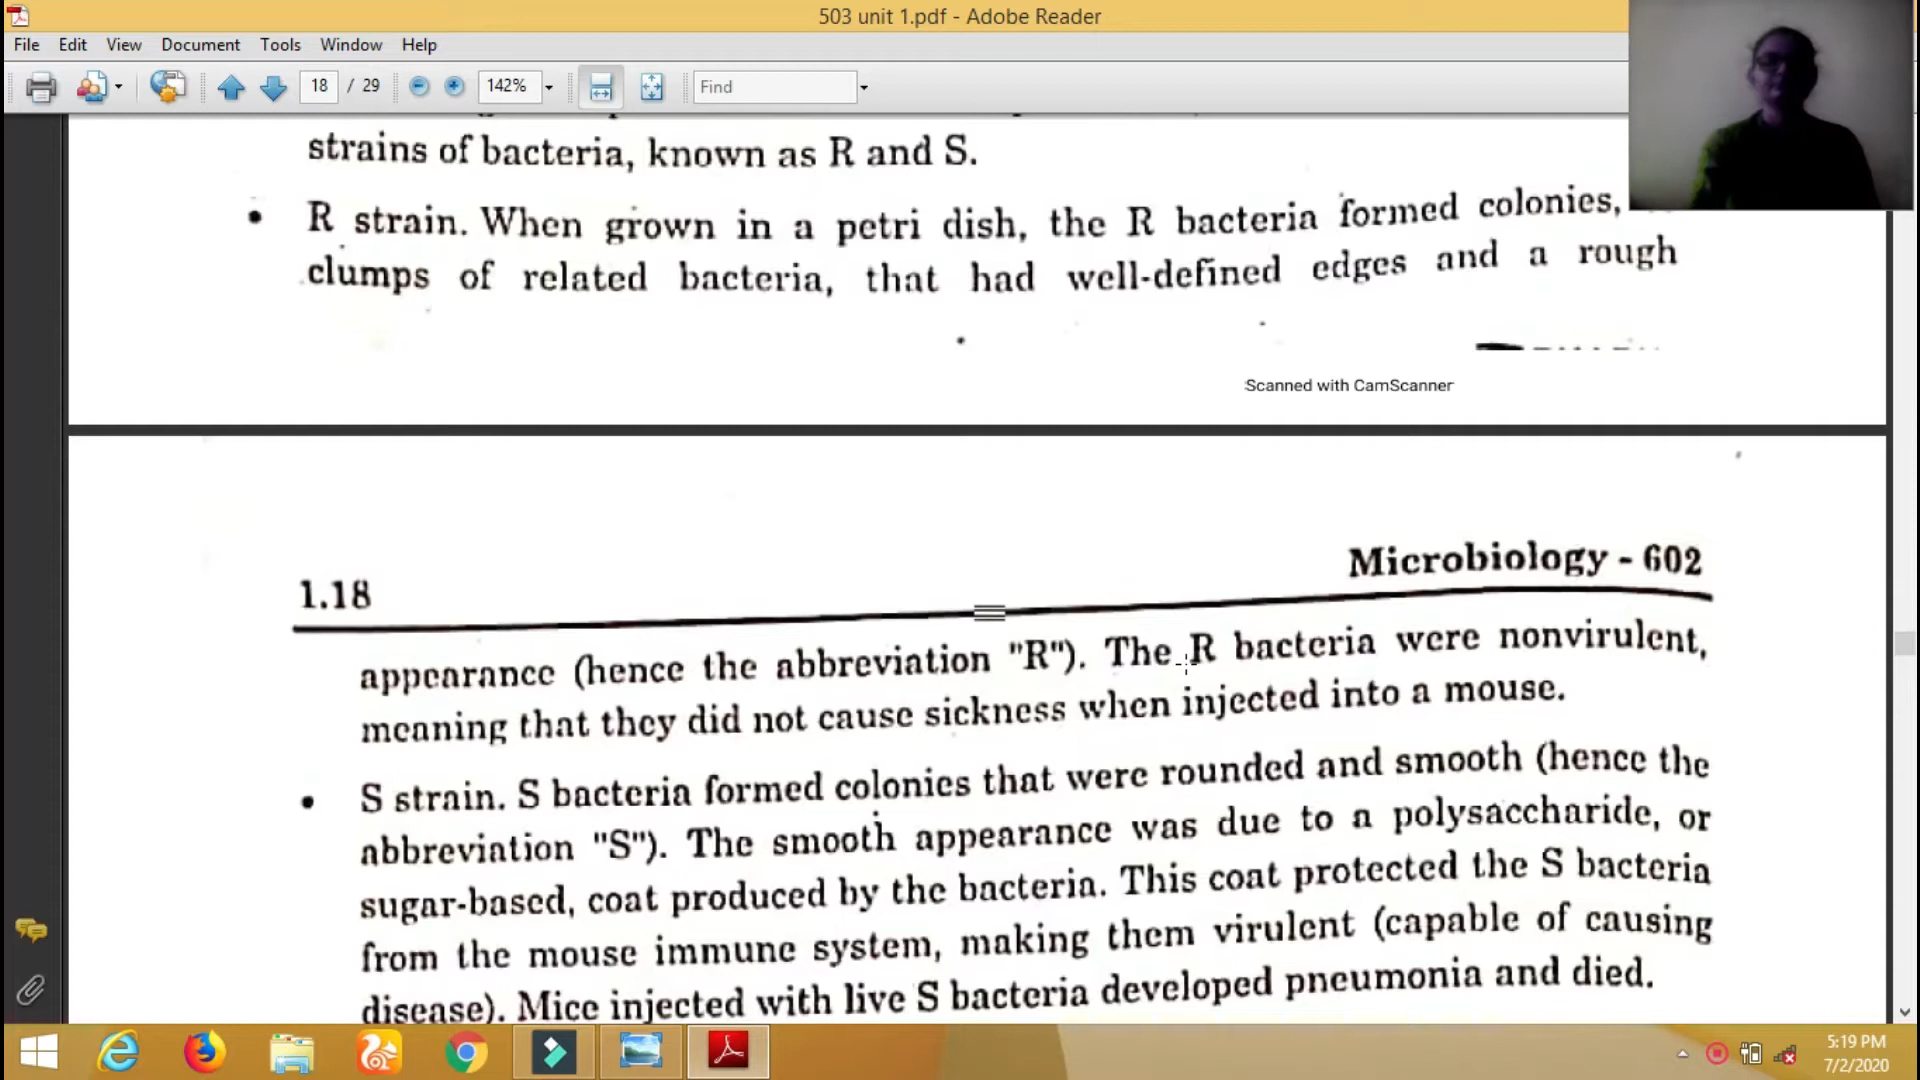 503 unit 1.pdf - Adobe Reader
File Edit View Document Tools Window Help
18 / 29 142% Find
strains of bacteria, known as R and S.
• R strain. When grown in a petri dish, the R bacteria formed colonies,
clumps of related bacteria, that had well-defined edges and a rough
Scanned with CamScanner
1.18 Microbiology - 602
appearance (hence the abbreviation "R"). The R bacteria were nonvirulent,
meaning that they did not cause sickness when injected into a mouse.
• S strain. S bacteria formed colonies that were rounded and smooth (hence the
abbreviation "S"). The smooth appearance was due to a polysaccharide, or
sugar-based, coat produced by the bacteria. This coat protected the S bacteria
from the mouse immune system, making them virulent (capable of causing
disease). Mice injected with live S bacteria developed pneumonia and died.
5:19 PM
7/2/2020